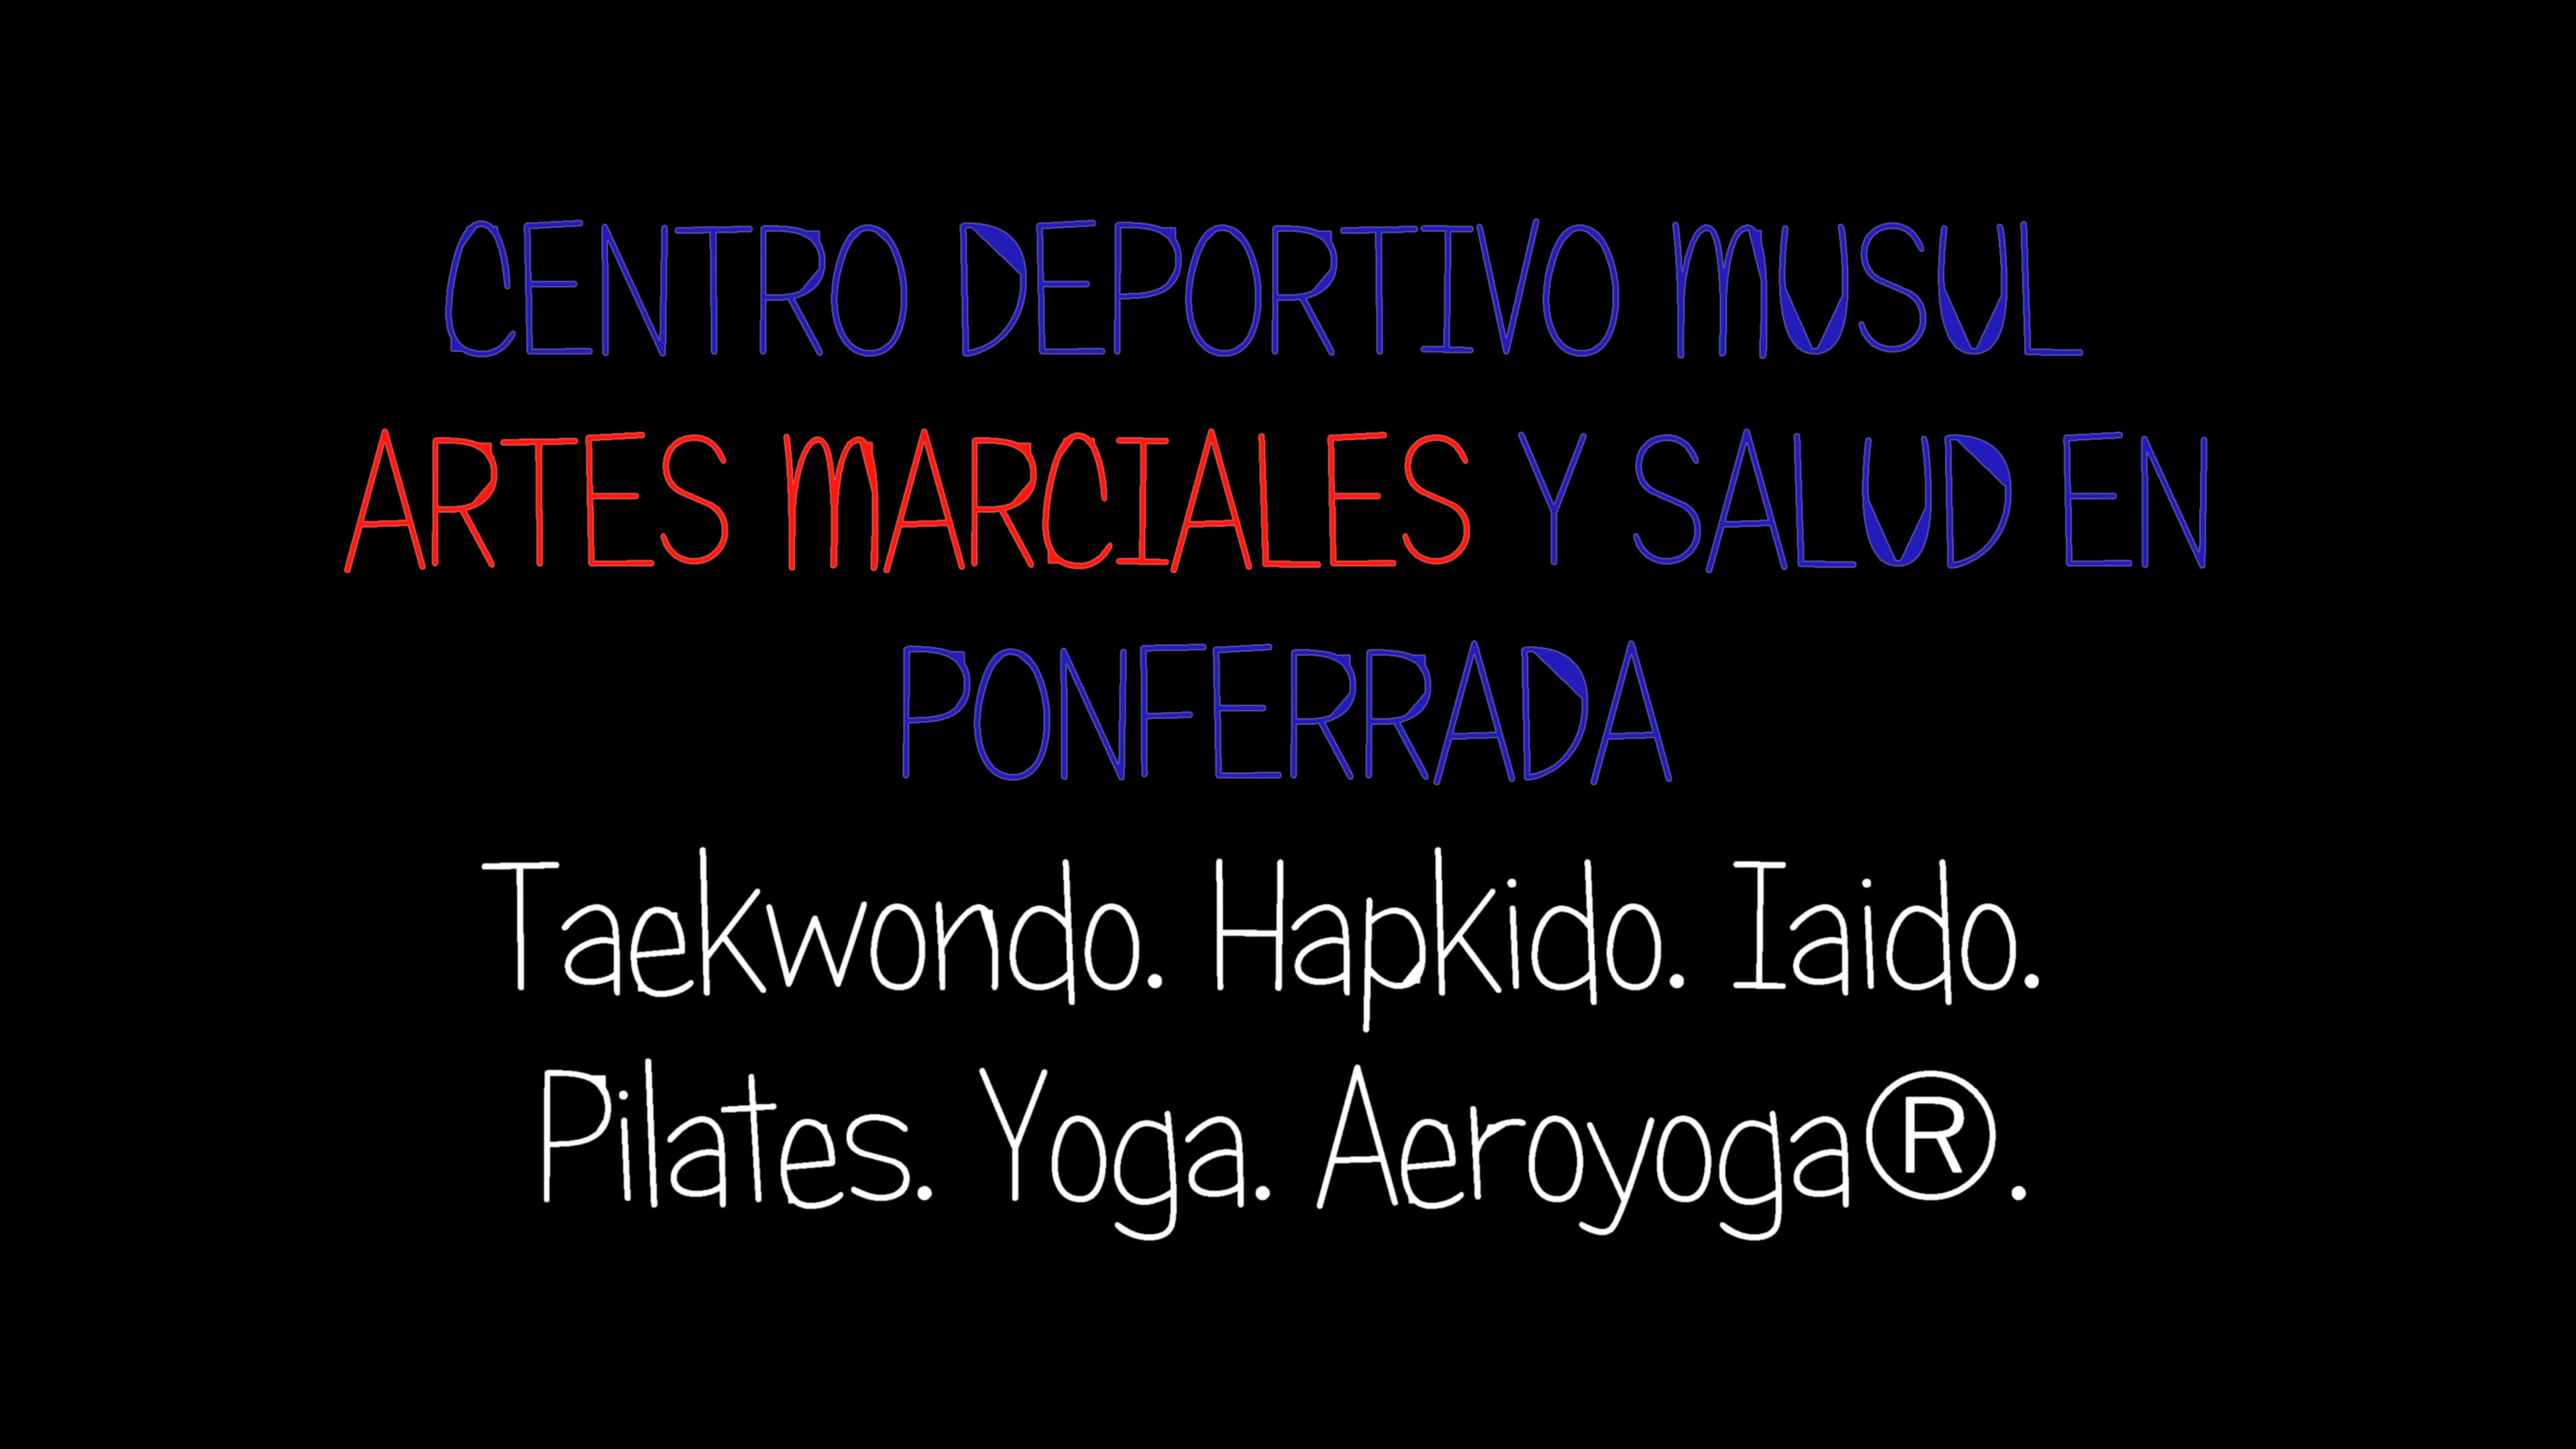 CENTRO DEPORTIVO MUSUL
ARTES MARCIALES Y SALUD EN
PONFERRADA
Taekwondo. Hapkido. Iaido.
Pilates. Yoga. Aeroyoga®.